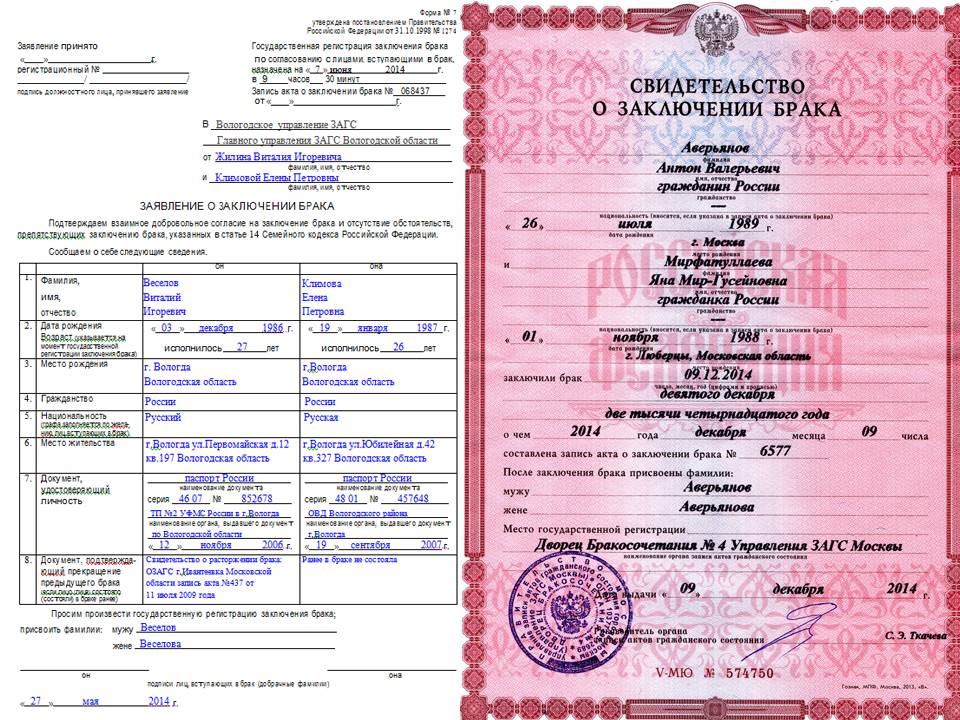 Форма № 7
утверждена постановлением Правительства
Российской Федерации от 31.10.1998 № 1274
Заявление принято
«___»____________________г.
регистрационный № ________________
____________/____________________/
подпись должностного лица, принявшего заявление
Государственная регистрация заключения брака
по согласованию с лицами, вступающими в брак,
назначена на «_7_» июня 2014 г.
в 9 часов 30 минут
Запись акта о заключении брака № 068437
от «____»____________________г.
В Вологодское управление ЗАГС
Главного управления ЗАГС Вологодской области
от Жилина Виталия Игоревича
фамилия, имя, отчество
и Климовой Елены Петровны
фамилия, имя, отчество
ЗАЯВЛЕНИЕ О ЗАКЛЮЧЕНИИ БРАКА
Подтверждаем взаимное добровольное согласие на заключение брака и отсутствие обстоятельств,
препятствующих заключению брака, указанных в статье 14 Семейного кодекса Российской Федерации.
Сообщаем о себе следующие сведения.
он она
1. Фамилия, Веселов Климова
имя, Виталий Елена
отчество Игоревич Петровна
2. Дата рождения «_03_» декабря 1986 г. «_19_» января 1987 г.
Возраст (указывается на
момент государственной исполнилось 27 лет исполнилось 26 лет
регистрации заключения брака)
3. Место рождения г. Вологда г,Вологда
Вологодская область Вологодская область
4. Гражданство России России
5. Национальность Русский Русская
(графа заполняется по жела-
нию лиц, вступающих в брак).
6. Место жительства г,Вологда ул.Первомайская д.12 г,Вологда ул.Юбилейная д.42
кв.197 Вологодская область кв.327 Вологодская область
7. Документ, паспорт России паспорт России
удостоверяющий наименование документа наименование документа
личность серия 46 07 № 852678 серия 48 01 № 457648
ТП №2 УФМС России в г,Вологда ОВД Вологодского района
наименование органа, выдавшего документ наименование органа, выдавшего документ
по Вологодской области г,Вологда
«_12_» ноября 2006 г. «_19_» сентября 2007 г.
8. Документ, подтвержда- Свидетельство о расторжении брака: Ранее в браке не состояла
ющий прекращение ОЗАГС г,Ивантеевка Московской
предыдущего брака области запись акта №437 от
(если лицо /лица состояло
(состояли) в браке ранее) 11 июля 2009 года
Просим произвести государственную регистрацию заключения брака;
присвоить фамилии: мужу Веселов
жене Веселова
он она
подписи лиц, вступающих в брак (добрачные фамилии)
«_27_» мая 2014 г.
СВИДЕТЕЛЬСТВО
О ЗАКЛЮЧЕНИИ БРАКА
Аверьянов
фамилия
Антон Валерьевич
имя, отчество
гражданин России
гражданство
—
национальность (вносится, если указана в записи акта о заключении брака)
« 26 » июля 1989 г.
дата рождения
г. Москва
место рождения
и Мирфатуллаева
фамилия
Яна Мир-Гусейновна
имя, отчество
гражданка России
гражданство
—
национальность (вносится, если указана в записи акта о заключении брака)
« 01 » ноября 1988 г.
дата рождения
г. Люберцы, Московская область
место рождения
заключили брак 09.12.2014
число, месяц, год (цифрами и прописью)
девятого декабря
две тысячи четырнадцатого года
о чем 2014 года декабря месяца 09 числа
составлена запись акта о заключении брака № 6577
После заключения брака присвоены фамилии:
мужу Аверьянов
жене Аверьянова
Место государственной регистрации
Дворец Бракосочетания № 4 Управления ЗАГС Москвы
наименование органа записи актов гражданского состояния
Дата выдачи « 09 » декабря 2014 г.
Руководитель органа
записи актов гражданского состояния С. Э. Ткачева
V-МЮ № 574750
Гознак, МПФ, Москва, 2013, «В».